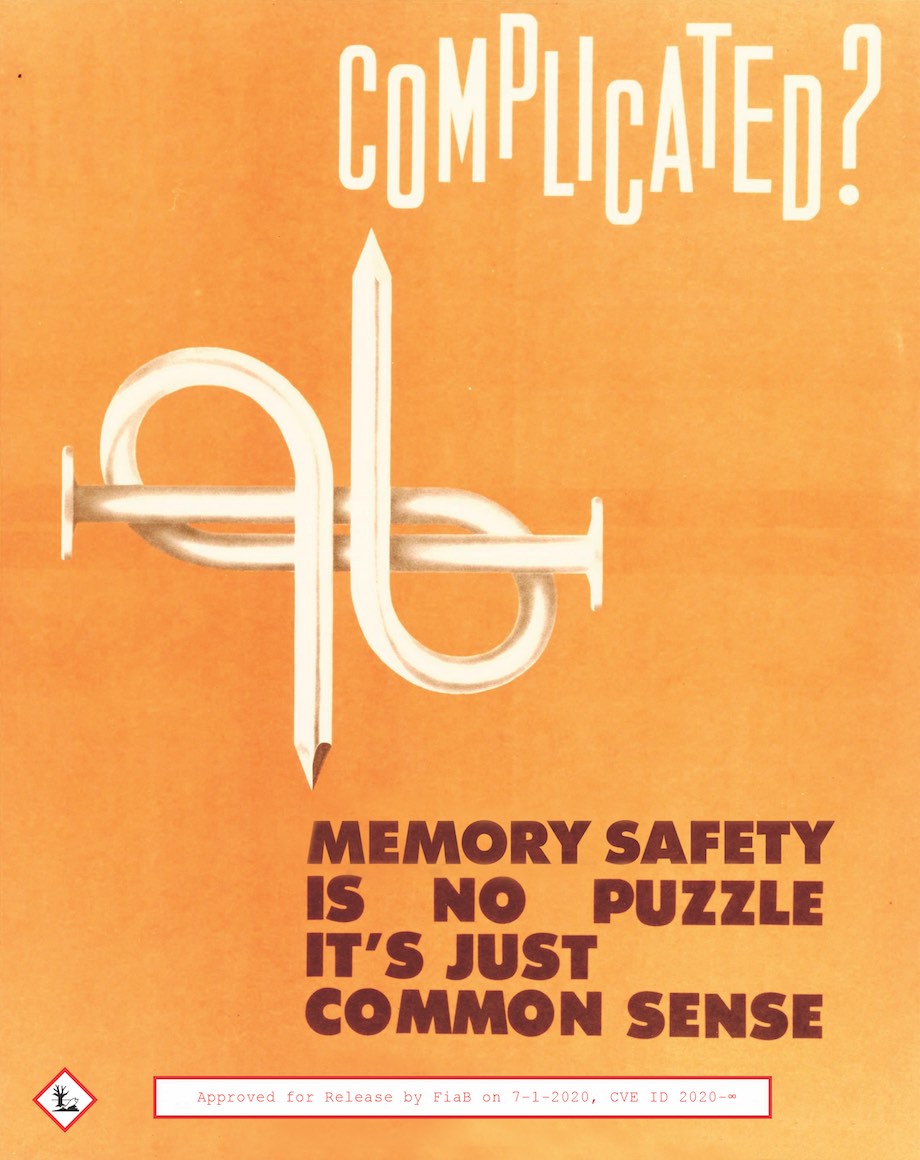 COMPLICATED?
MEMORY SAFETY
IS NO PUZZLE
IT'S JUST
COMMON SENSE
Approved for Release by FiaB on 7-1-2020, CVE ID 2020-∞